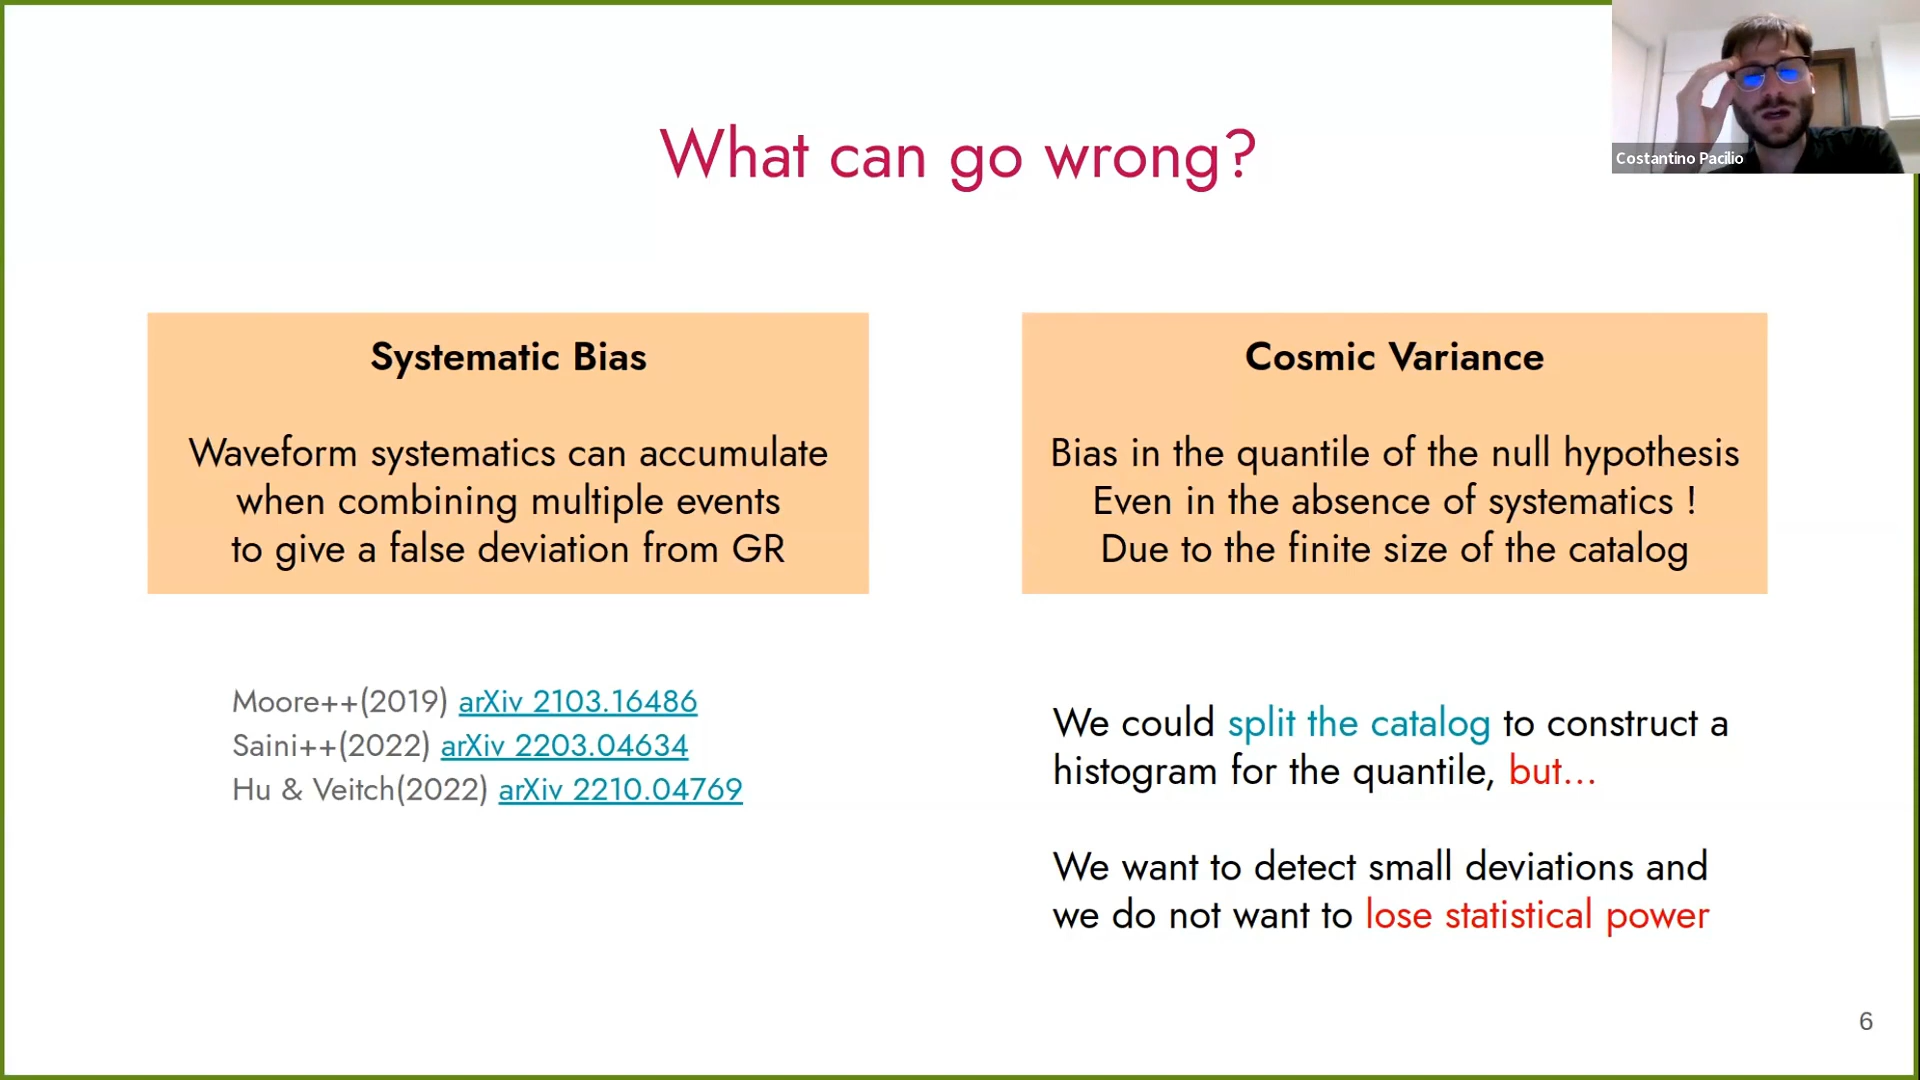 What can go wrong?
Costantino Pacilio
Systematic Bias
Waveform systematics can accumulate
when combining multiple events
to give a false deviation from GR
Cosmic Variance
Bias in the quantile of the null hypothesis
Even in the absence of systematics !
Due to the finite size of the catalog
Moore++(2019) arXiv 2103.16486
Saini++(2022) arXiv 2203.04634
Hu & Veitch(2022) arXiv 2210.04769
We could split the catalog to construct a
histogram for the quantile, but...
We want to detect small deviations and
we do not want to lose statistical power
6